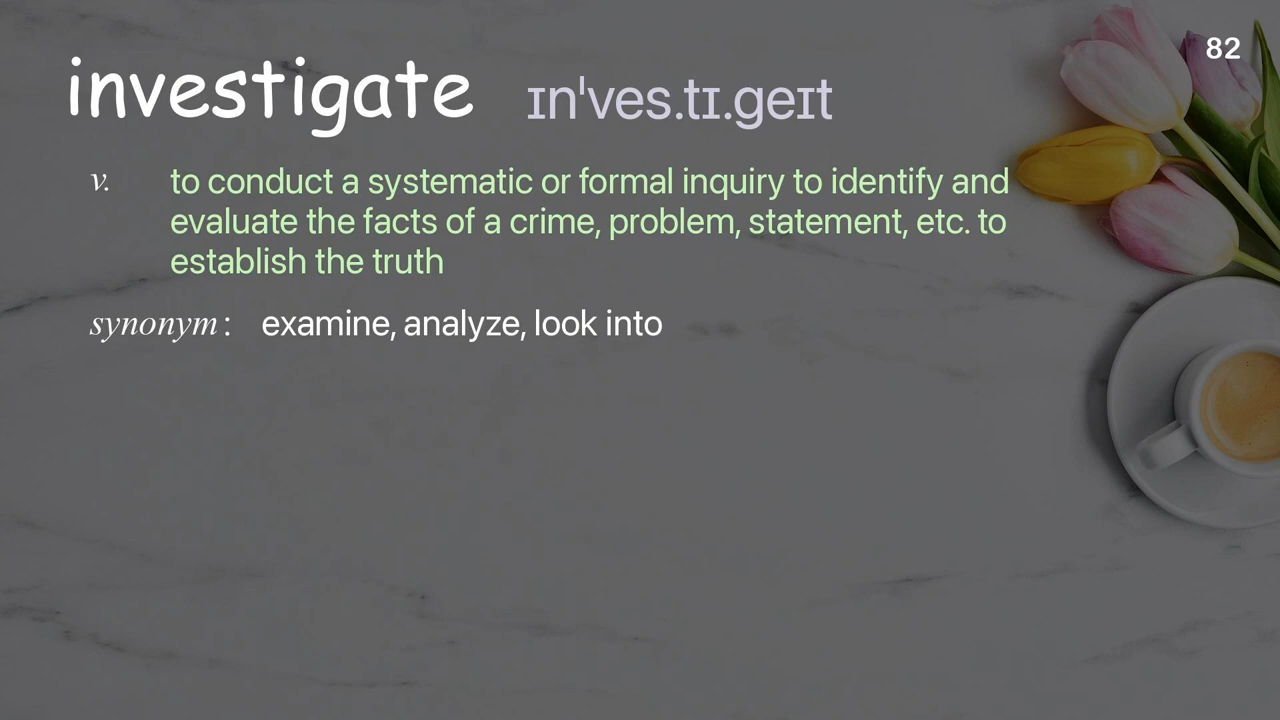 82
investigate ɪnˈves.tɪ.ɡeɪt
v. to conduct a systematic or formal inquiry to identify and
evaluate the facts of a crime, problem, statement, etc. to
establish the truth
synonym: examine, analyze, look into